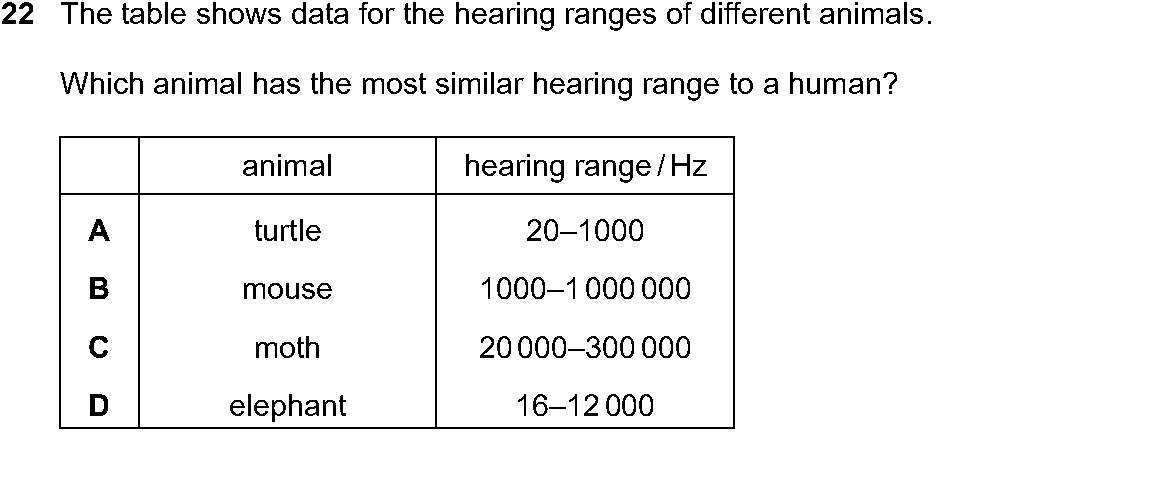 22 The table shows data for the hearing ranges of different animals.
Which animal has the most similar hearing range to a human?
animal hearing range / Hz
A turtle 20–1000
B mouse 1000–1 000 000
C moth 20 000–300 000
D elephant 16–12 000